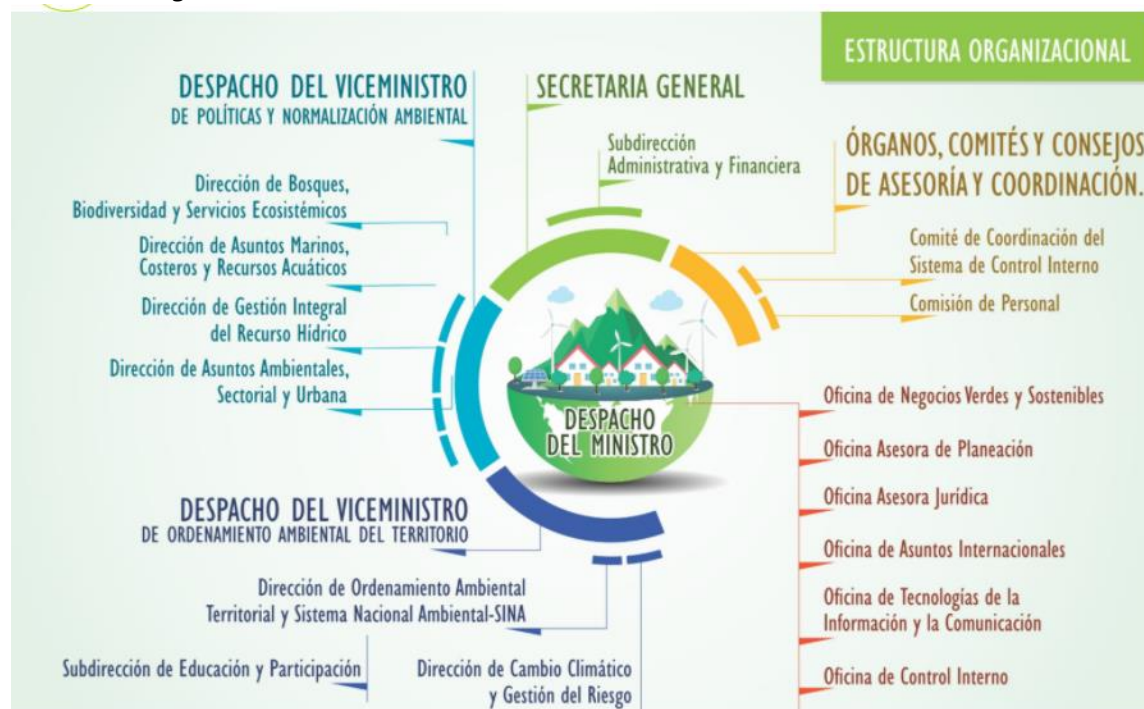 ESTRUCTURA ORGANIZACIONAL
DESPACHO DEL VICEMINISTRO
DE POLÍTICAS Y NORMALIZACIÓN AMBIENTAL
Dirección de Bosques,
Biodiversidad y Servicios Ecosistémicos
Dirección de Asuntos Marinos,
Costeros y Recursos Acuáticos
Dirección de Gestión Integral
del Recurso Hídrico
Dirección de Asuntos Ambientales,
Sectorial y Urbana
SECRETARIA GENERAL
Subdirección
Administrativa y Financiera
ÓRGANOS, COMITÉS Y CONSEJOS
DE ASESORÍA Y COORDINACIÓN.
Comité de Coordinación del
Sistema de Control Interno
Comisión de Personal
DESPACHO
DEL MINISTRO
Oficina de Negocios Verdes y Sostenibles
Oficina Asesora de Planeación
Oficina Asesora Jurídica
Oficina de Asuntos Internacionales
Oficina de Tecnologías de la
Información y la Comunicación
Oficina de Control Interno
DESPACHO DEL VICEMINISTRO
DE ORDENAMIENTO AMBIENTAL DEL TERRITORIO
Dirección de Ordenamiento Ambiental
Territorial y Sistema Nacional Ambiental-SINA
Subdirección de Educación y Participación
Dirección de Cambio Climático
y Gestión del Riesgo